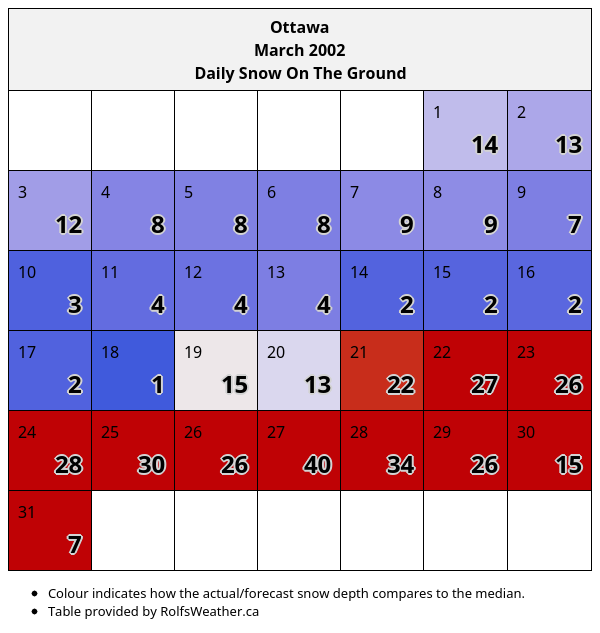 Ottawa
March 2002
Daily Snow On The Ground
1 2
14 13
3 4 5 6 7 8 9
12 8 8 8 9 9 7
10 11 12 13 14 15 16
3 4 4 4 2 2 2
17 18 19 20 21 22 23
2 1 15 13 22 27 26
24 25 26 27 28 29 30
28 30 26 40 34 26 15
31
7
• Colour indicates how the actual/forecast snow depth compares to the median.
• Table provided by RolfsWeather.ca